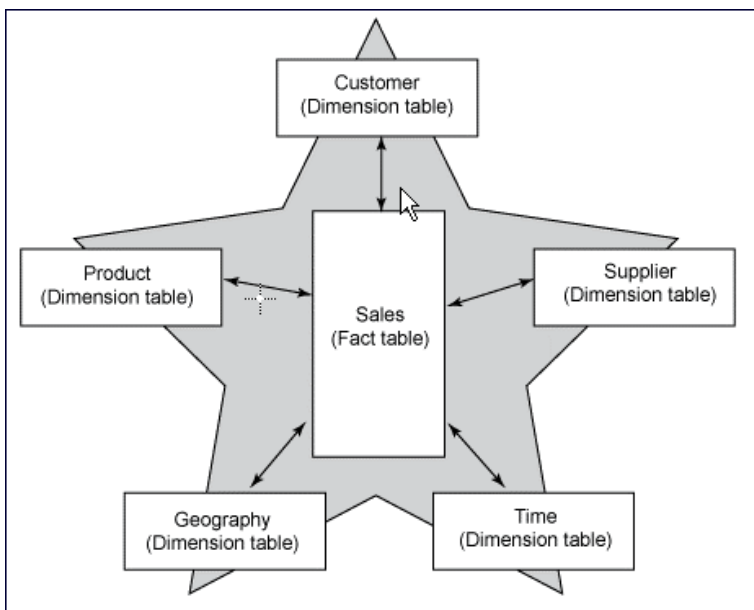 Customer
(Dimension table)
Product
(Dimension table)
Supplier
(Dimension table)
Sales
(Fact table)
Geography
(Dimension table)
Time
(Dimension table)